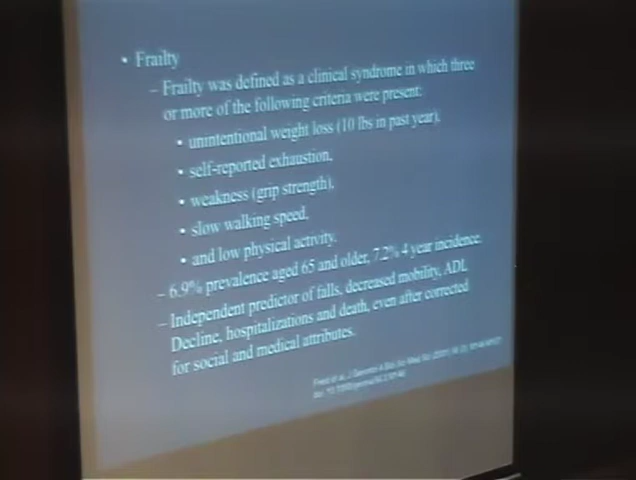 • Frailty
– Frailty was defined as a clinical syndrome in which three
or more of the following criteria were present:
• unintentional weight loss (10 lbs in past year),
• self-reported exhaustion,
• weakness (grip strength),
• slow walking speed,
• and low physical activity.
– 6.9% prevalence aged 65 and older, 7.2% 4 year incidence.
– Independent predictor of falls, decreased mobility, ADL
Decline, hospitalizations and death, even after corrected
for social and medical attributes.